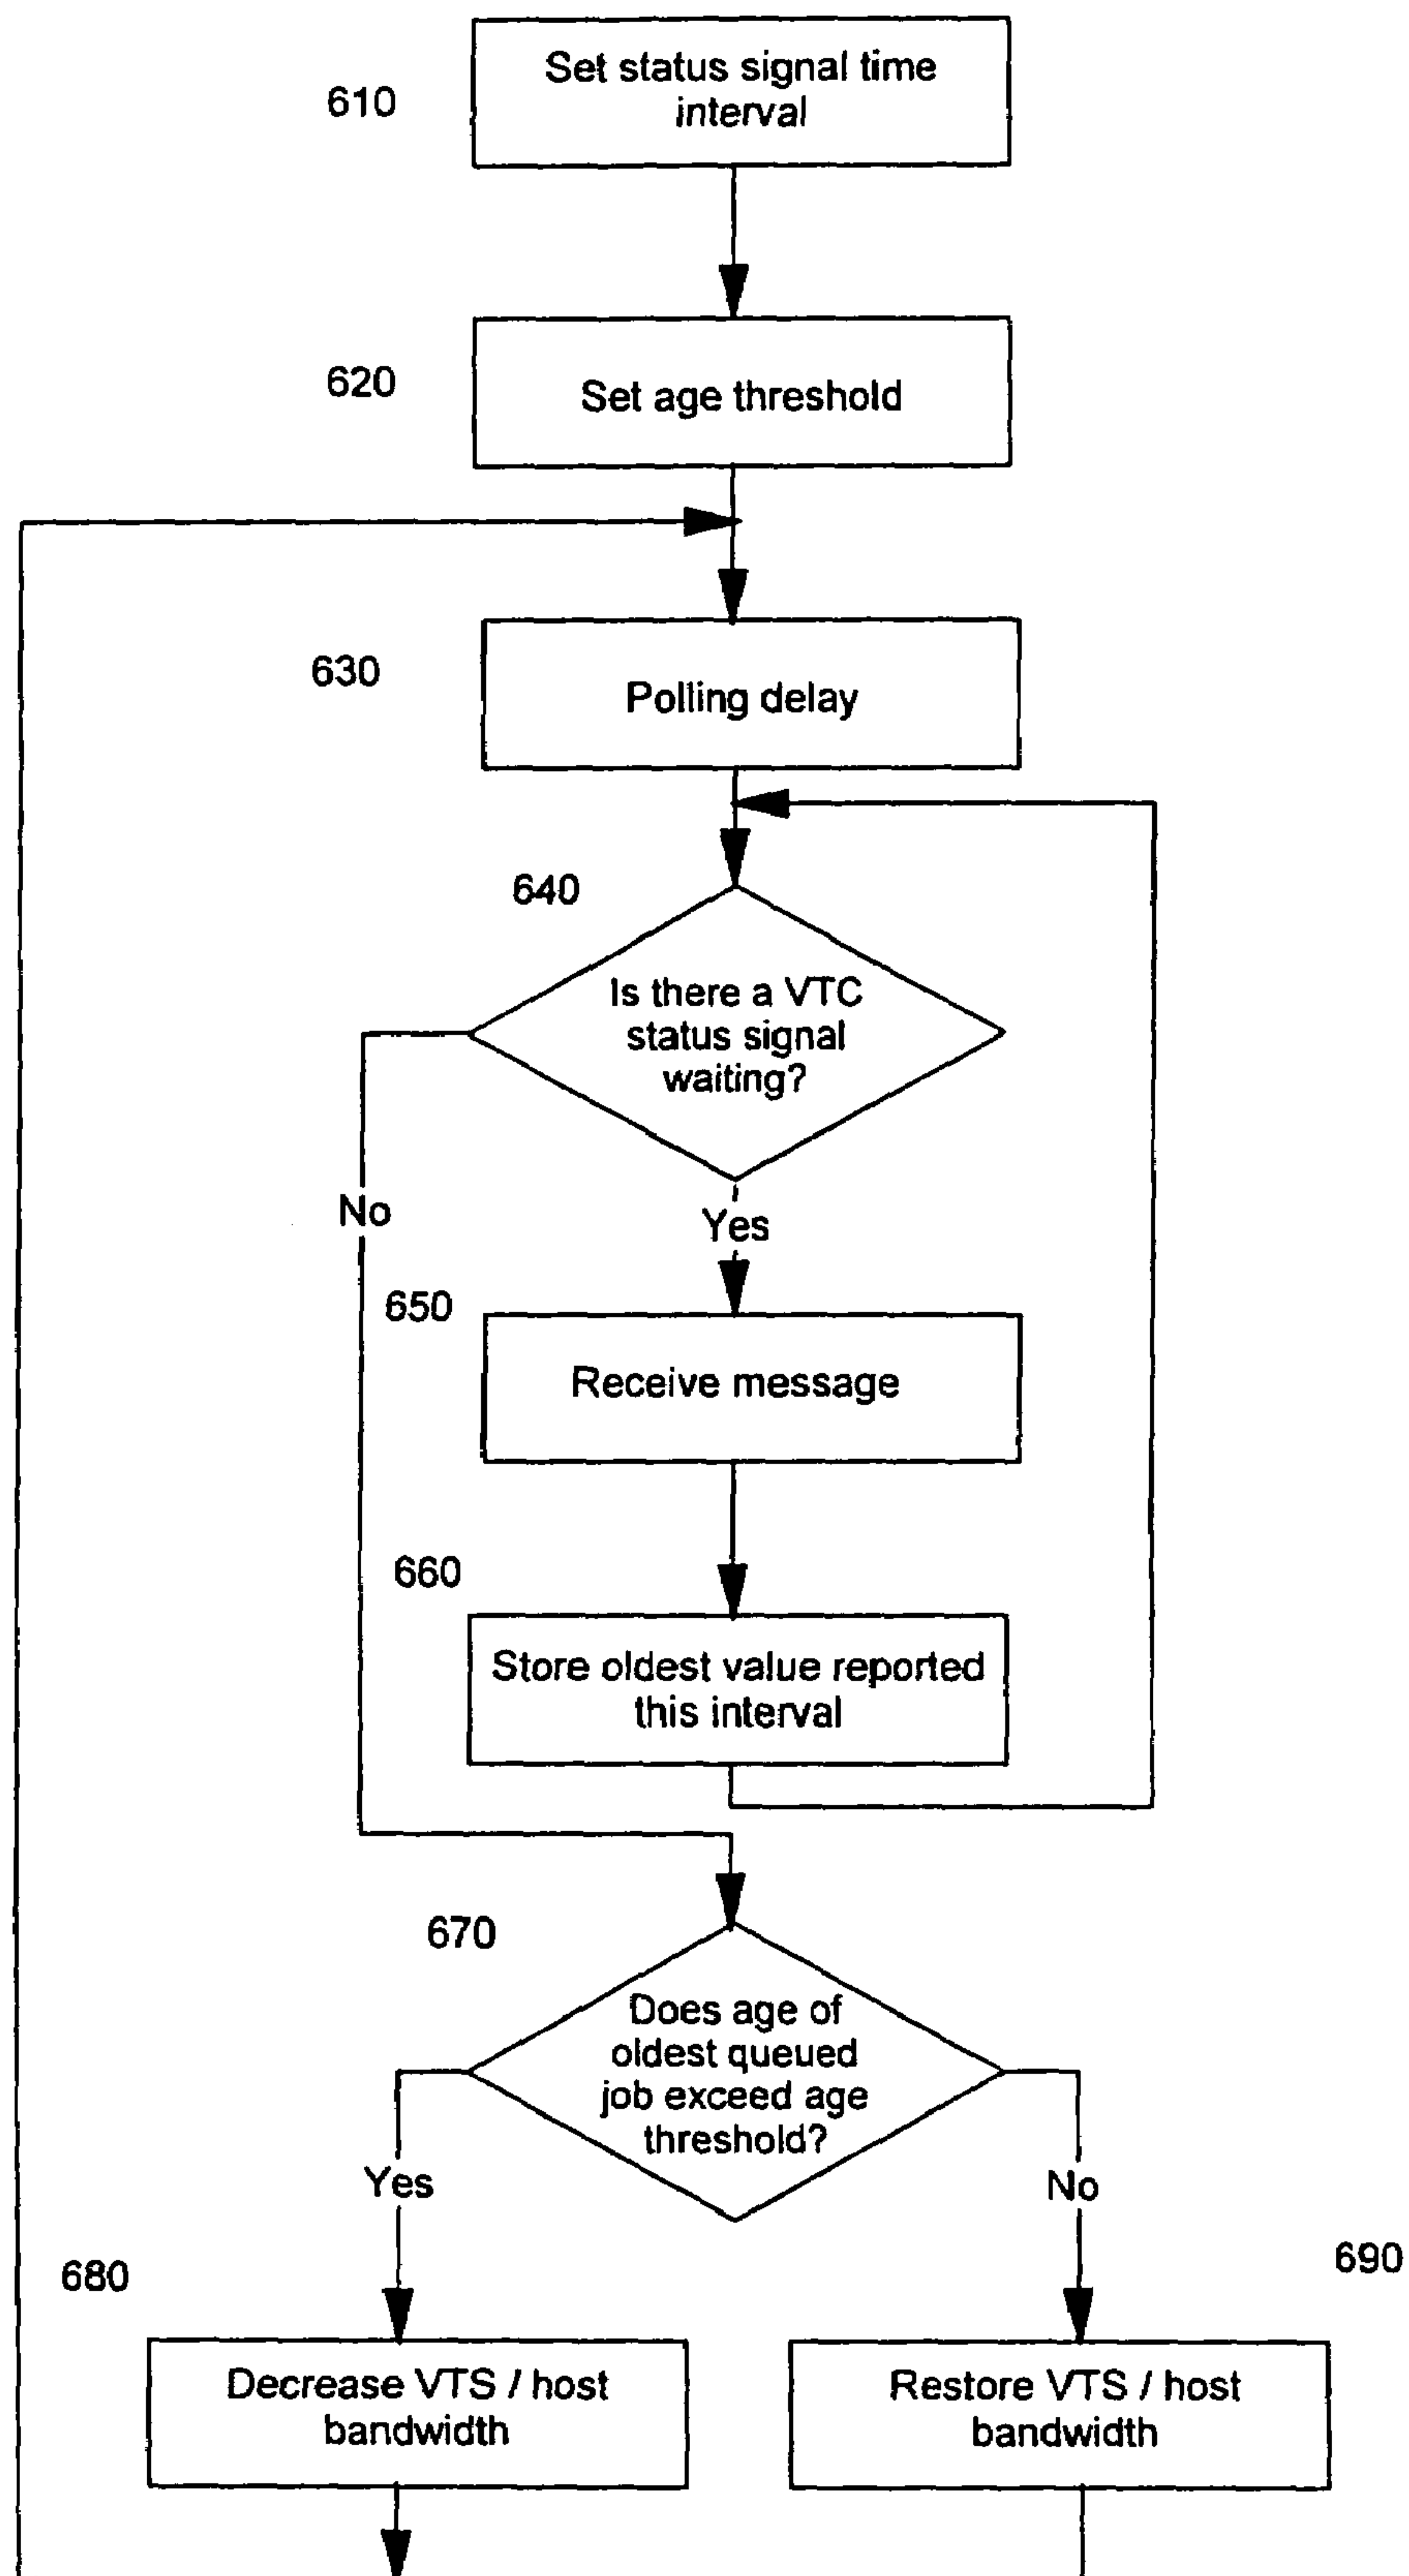 610
Set status signal time
interval
620
Set age threshold
630
Polling delay
640
Is there a VTC
status signal
waiting?
No
Yes
650
Receive message
660
Store oldest value reported
this interval
670
Does age of
oldest queued
job exceed age
threshold?
Yes
No
680
690
Decrease VTS / host
bandwidth
Restore VTS / host
bandwidth